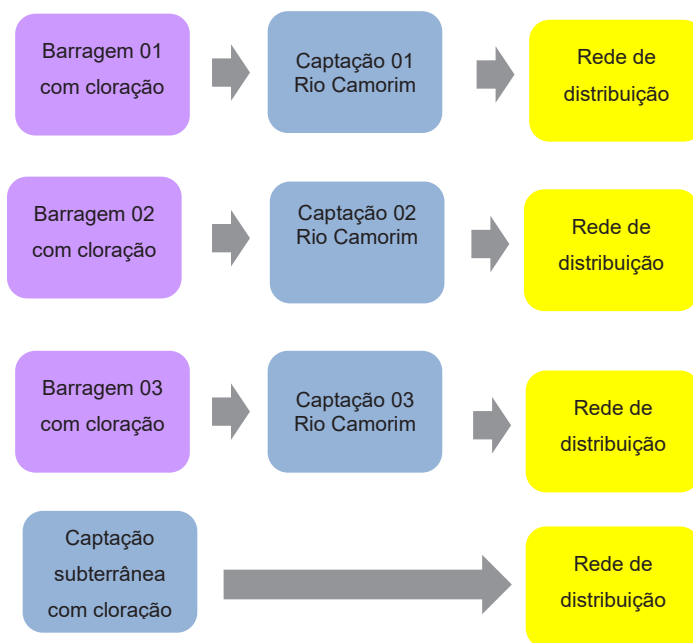 Barragem 01
com cloração
Captação 01
Rio Camorim
Rede de
distribuição
Barragem 02
com cloração
Captação 02
Rio Camorim
Rede de
distribuição
Barragem 03
com cloração
Captação 03
Rio Camorim
Rede de
distribuição
Captação
subterrânea
com cloração
Rede de
distribuição